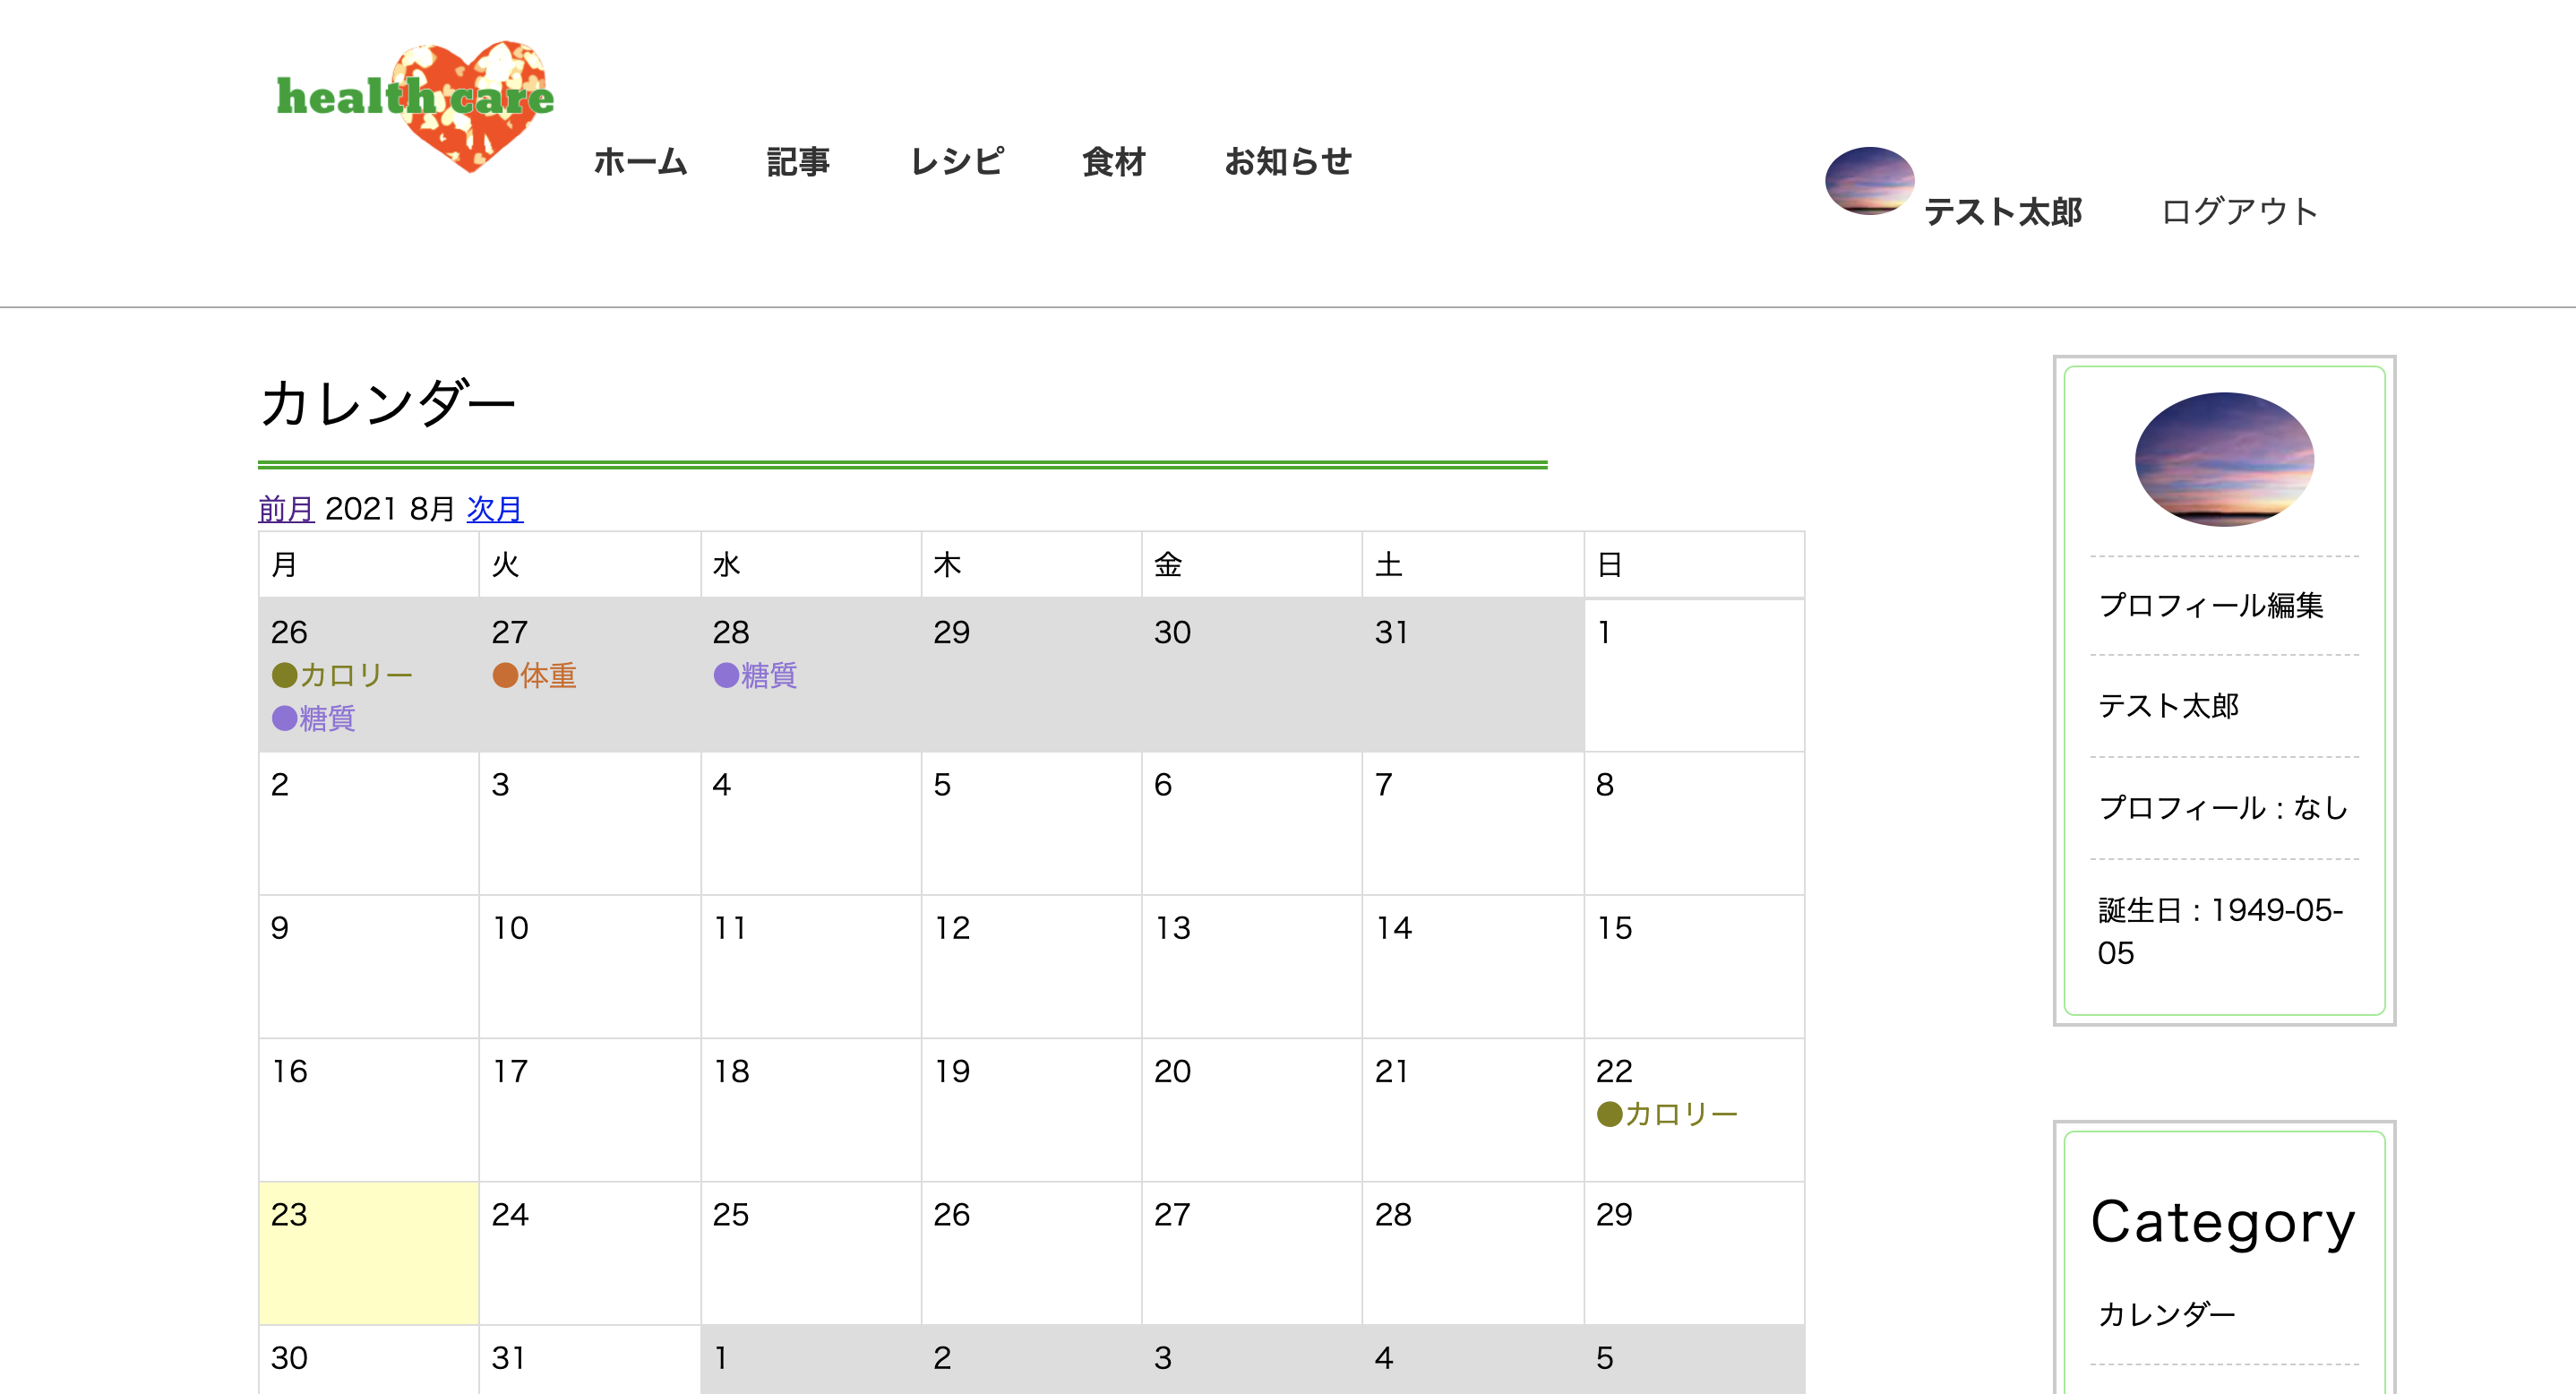 health care
ホーム 記事 レシピ 食材 お知らせ
テスト太郎 ログアウト
カレンダー
前月 2021 8月 次月
月 火 水 木 金 土 日
26 27 28 29 30 31 1
●カロリー ●体重 ●糖質
●糖質
2 3 4 5 6 7 8
9 10 11 12 13 14 15
16 17 18 19 20 21 22
●カロリー
23 24 25 26 27 28 29
30 31 1 2 3 4 5
プロフィール編集
テスト太郎
プロフィール : なし
誕生日 : 1949-05-
05
Category
カレンダー